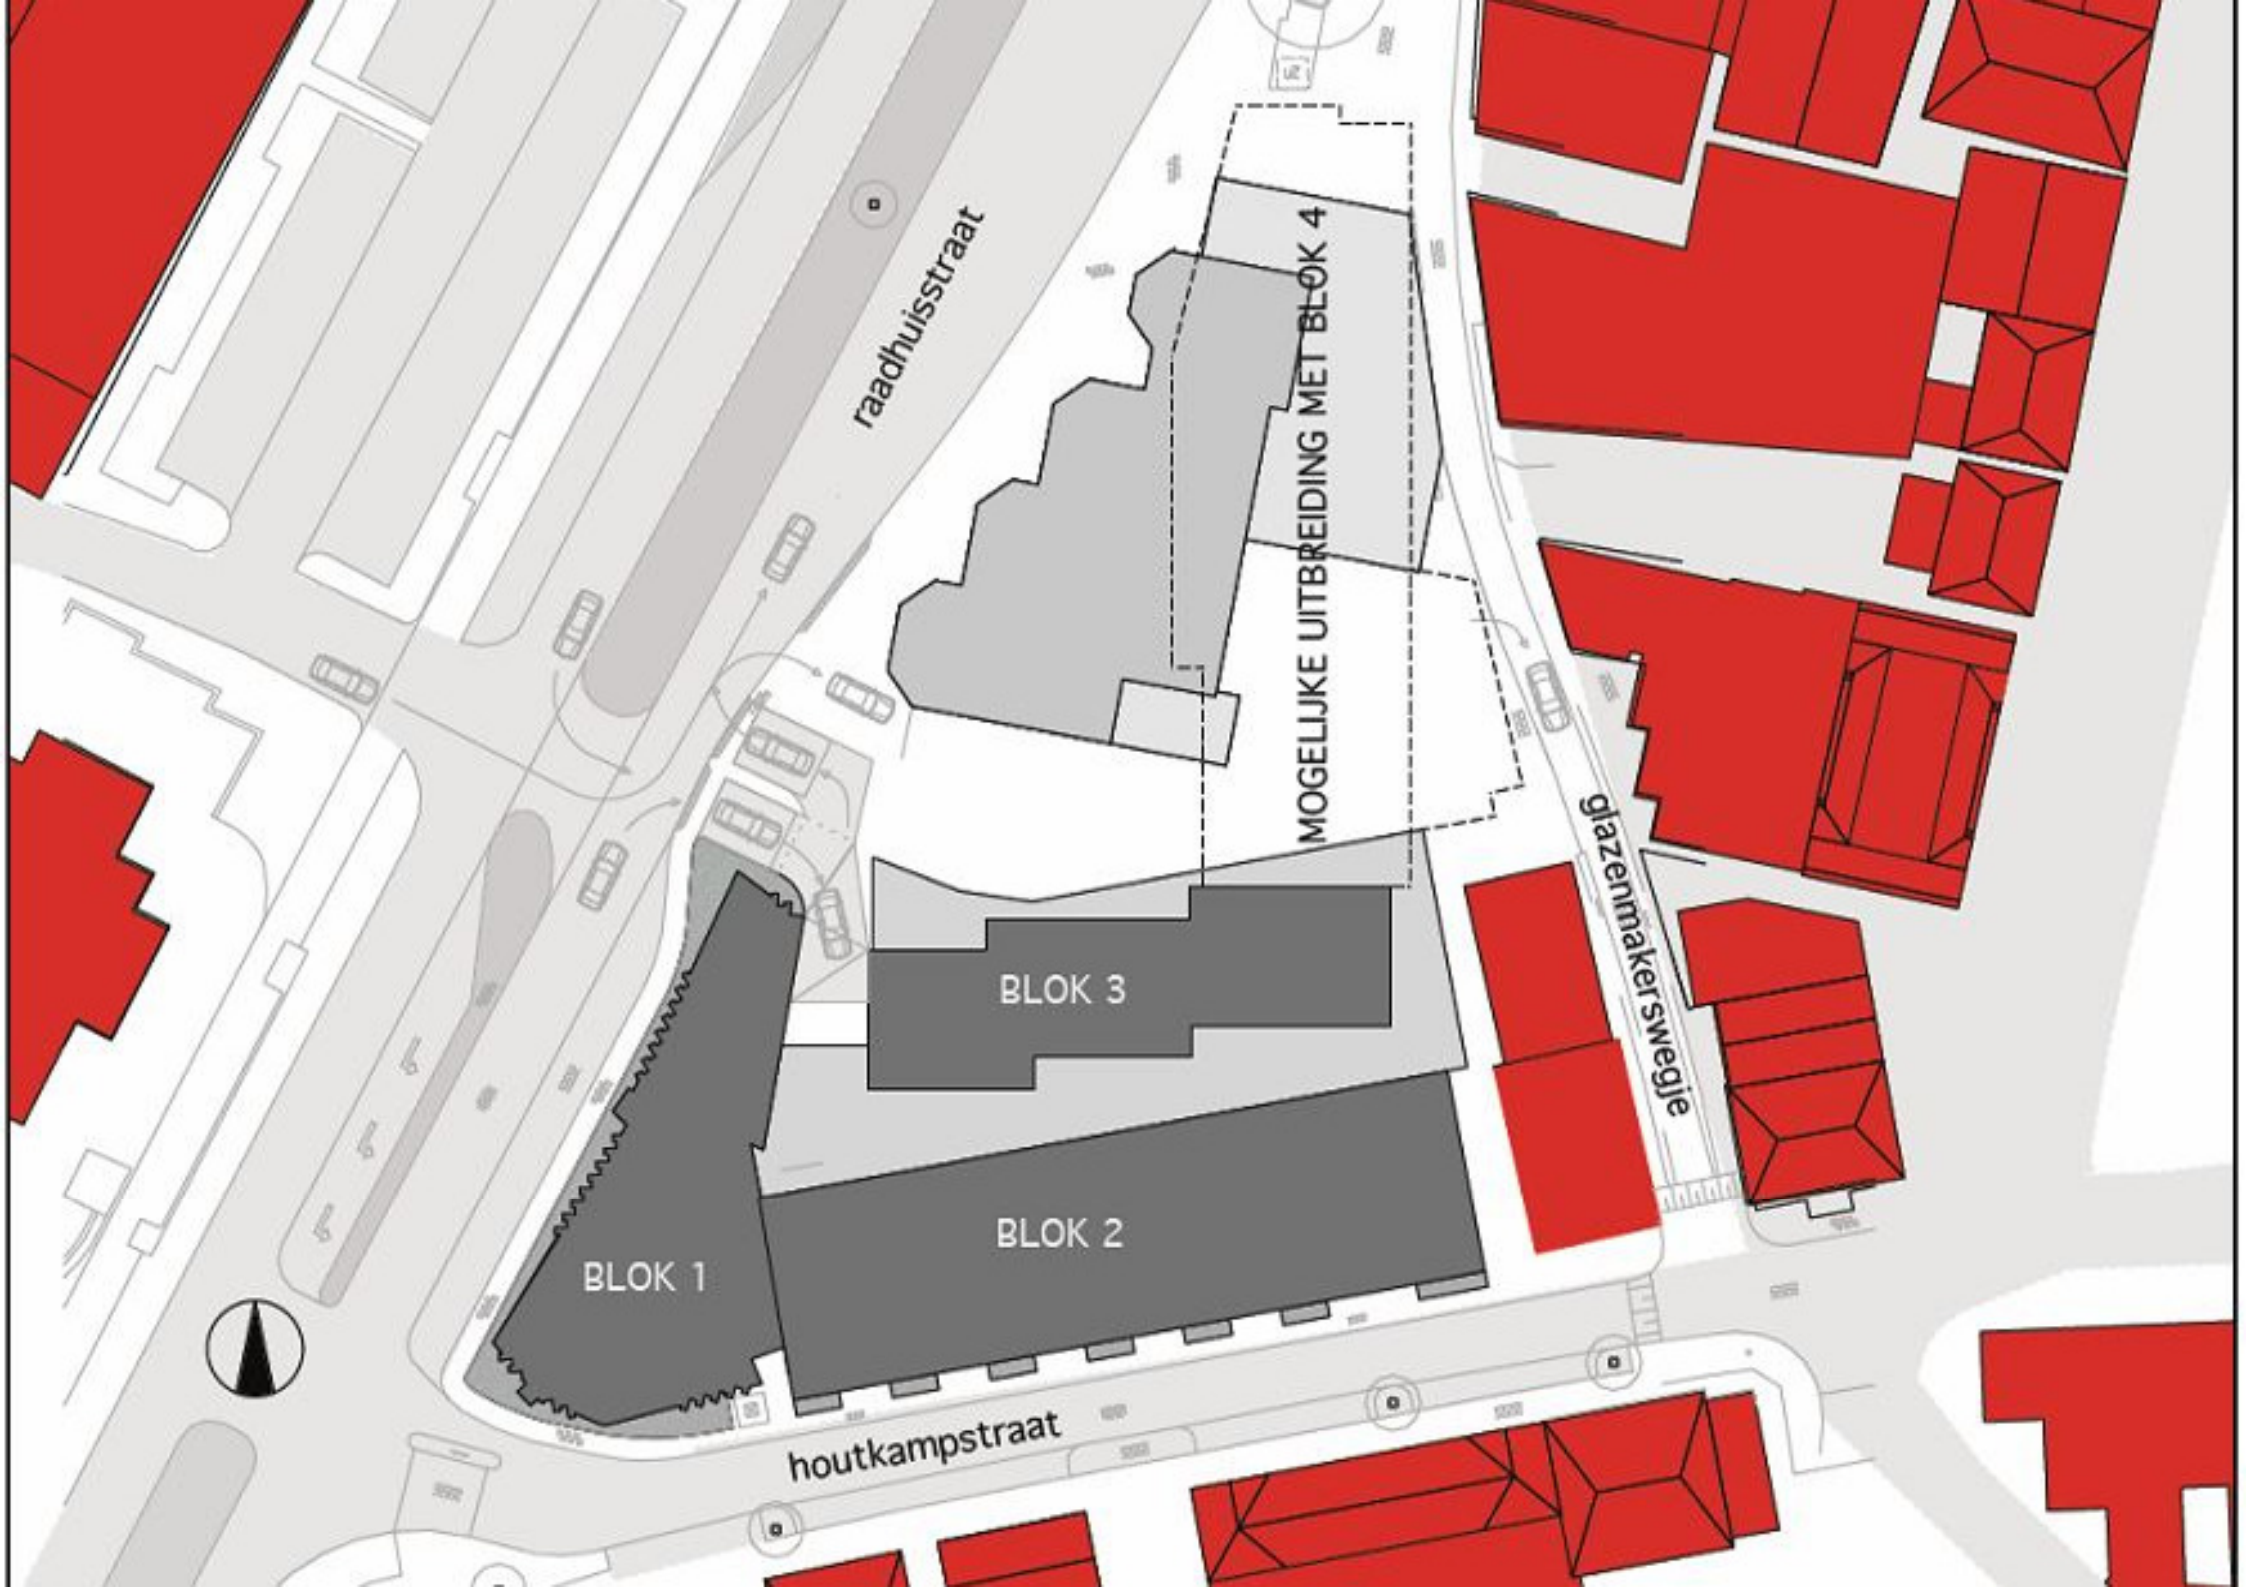 raadhuisstraat
MOGELIJKE UITBREIDING MET BLOK 4
glazenmakerswegje
BLOK 3
BLOK 2
BLOK 1
houtkampstraat